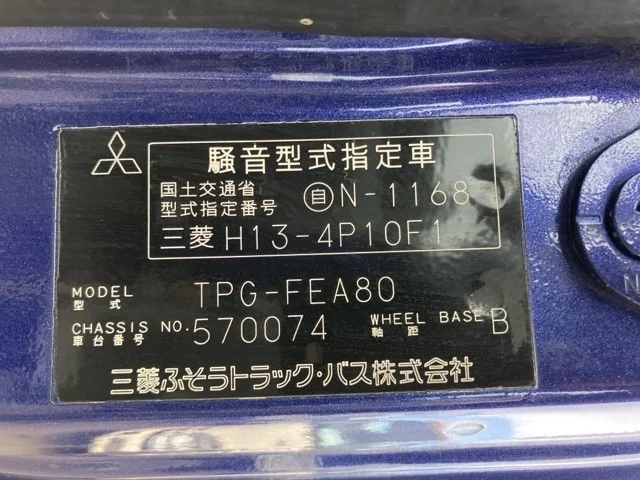 騒音型式指定車
国土交通省
型式指定番号 自N-1168
三菱 H13-4P10F1
MODEL 型式 TPG-FEA80
CHASSIS NO. 車台番号 570074 WHEEL BASE 軸距 B
三菱ふそうトラック・バス株式会社
N